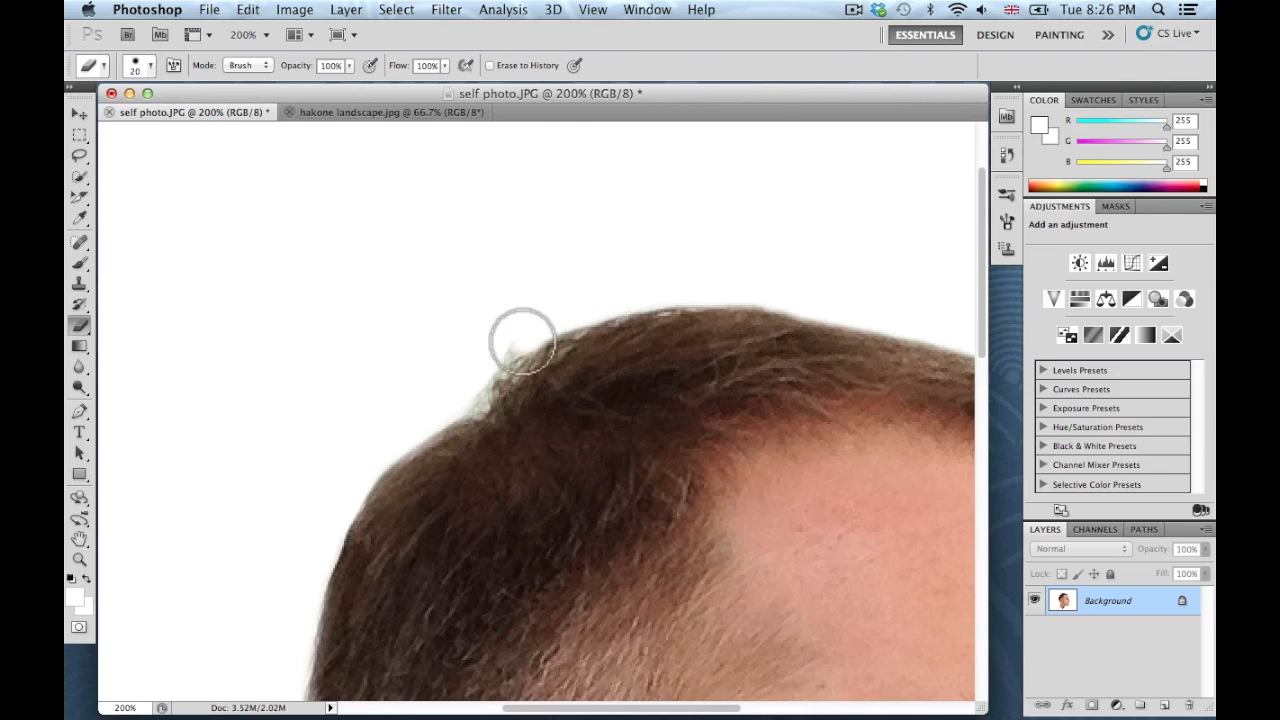 Photoshop File Edit Image Layer Select Filter Analysis 3D View Window Help Tue 8:26 PM
Ps Br Mb 200% ESSENTIALS DESIGN PAINTING CS Live
20 Mode: Brush Opacity: 100% Flow: 100% Erase to History
self photo.JPG @ 200% (RGB/8) *
self photo.JPG @ 200% (RGB/8) * hakone landscape.jpg @ 66.7% (RGB/8*)
Mb
T
COLOR SWATCHES STYLES
R 255
G 255
B 255
ADJUSTMENTS MASKS
Add an adjustment
Levels Presets
Curves Presets
Exposure Presets
Hue/Saturation Presets
Black & White Presets
Channel Mixer Presets
Selective Color Presets
LAYERS CHANNELS PATHS
Normal Opacity: 100%
Lock: Fill: 100%
Background
fx
200% Doc: 3.52M/2.02M